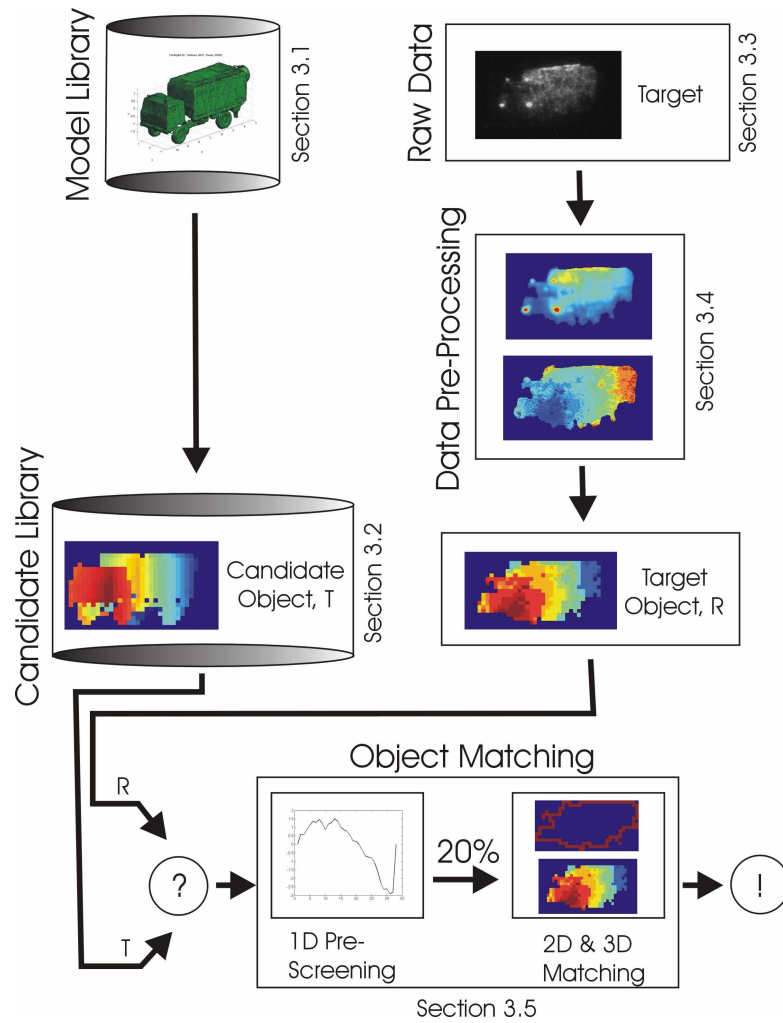 Model Library
Section 3.1
Raw Data
Target
Section 3.3
Data Pre-Processing
Section 3.4
Candidate Library
Candidate
Object, T
Section 3.2
Target
Object, R
R
T
?
Object Matching
20%
1D Pre-
Screening
2D & 3D
Matching
!
Section 3.5